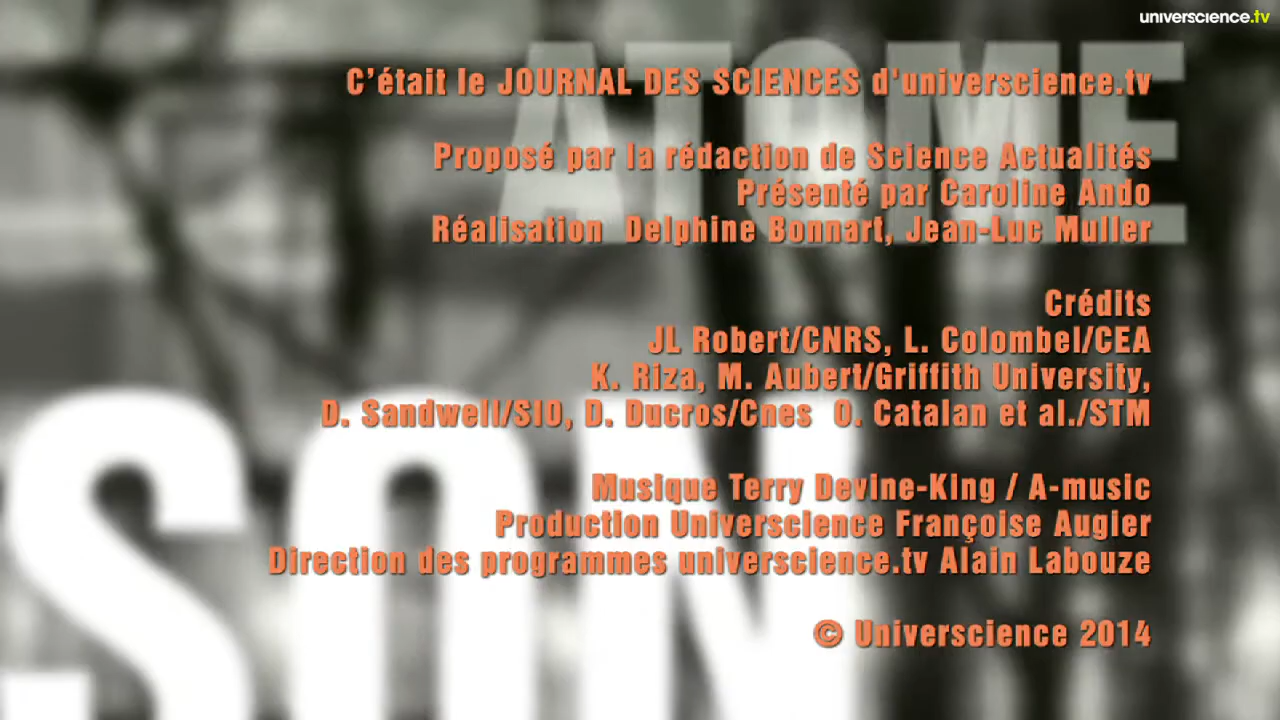 universcience.tv
ATOME
C'était le JOURNAL DES SCIENCES d'universcience.tv
Proposé par la rédaction de Science Actualités
Présenté par Caroline Ando
Réalisation Delphine Bonnart, Jean-Luc Muller
Crédits
JL Robert/CNRS, L. Colombel/CEA
K. Riza, M. Aubert/Griffith University,
D. Sandwell/SIO, D. Ducros/Cnes O. Catalan et al./STM
SON
Musique Terry Devine-King / A-music
Production Universcience Françoise Augier
Direction des programmes universcience.tv Alain Labouze
© Universcience 2014